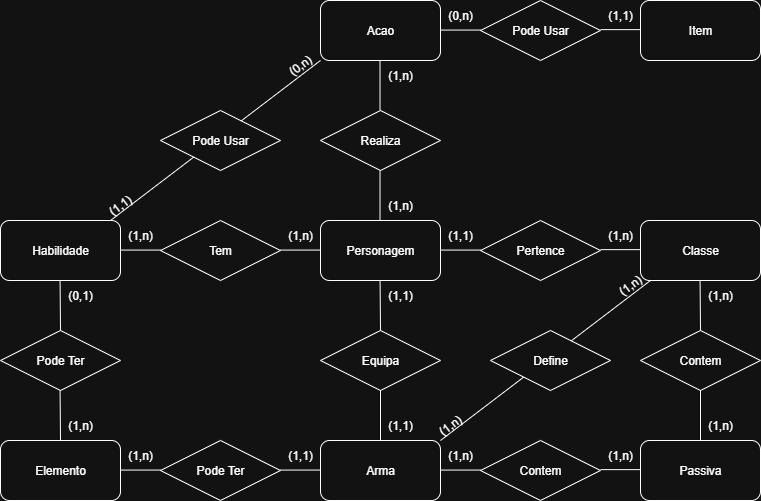 Acao
(0,n)
Pode Usar
(1,1)
Item
(0,n)
(1,n)
Pode Usar
Realiza
(1,1)
(1,n)
Habilidade
(1,n)
Tem
(1,n)
Personagem
(1,1)
Pertence
(1,n)
Classe
(0,1)
(1,1)
(1,n)
(1,n)
Pode Ter
Equipa
Define
Contem
(1,n)
(1,1)
(1,n)
(1,n)
Elemento
(1,n)
Pode Ter
(1,1)
Arma
(1,n)
Contem
(1,n)
Passiva